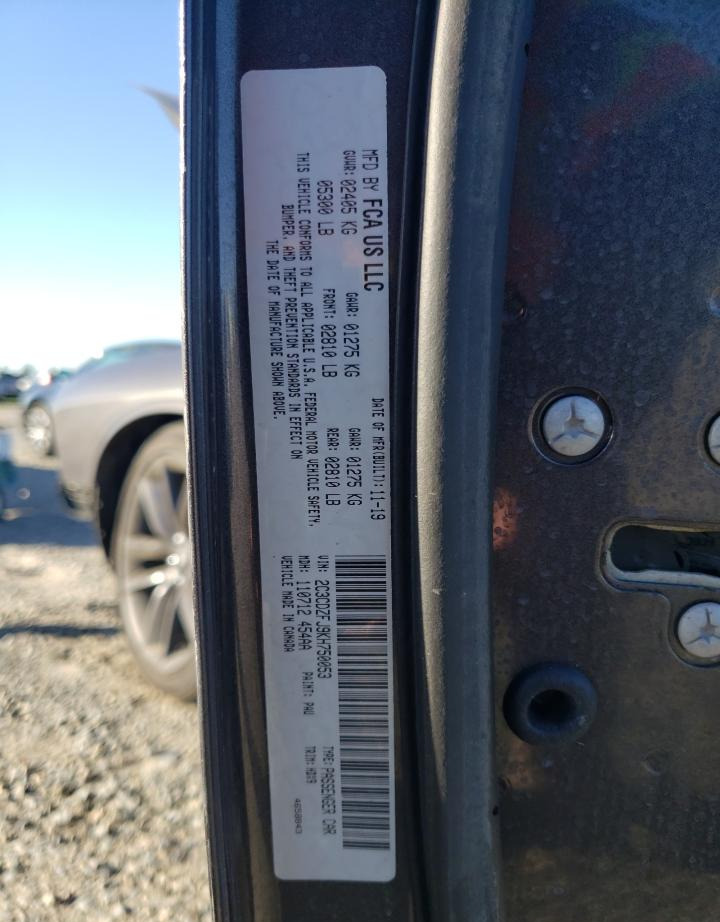 MFD BY FCA US LLC
DATE OF MFR(BUILT): 11-19
GVWR: 02405 KG
GAWR: 01275 KG
GAWR: 01275 KG
05300 LB
FRONT: 02810 LB
REAR: 02810 LB
THIS VEHICLE CONFORMS TO ALL APPLICABLE U.S.A. FEDERAL MOTOR VEHICLE SAFETY,
BUMPER, AND THEFT PREVENTION STANDARDS IN EFFECT ON
THE DATE OF MANUFACTURE SHOWN ABOVE.
VIN: 2C3CDZFJ9KH750053
TYPE: PASSENGER CAR
MDH: 110712 454AA
PAINT: PAU
TRIM:
VEHICLE MADE IN CANADA